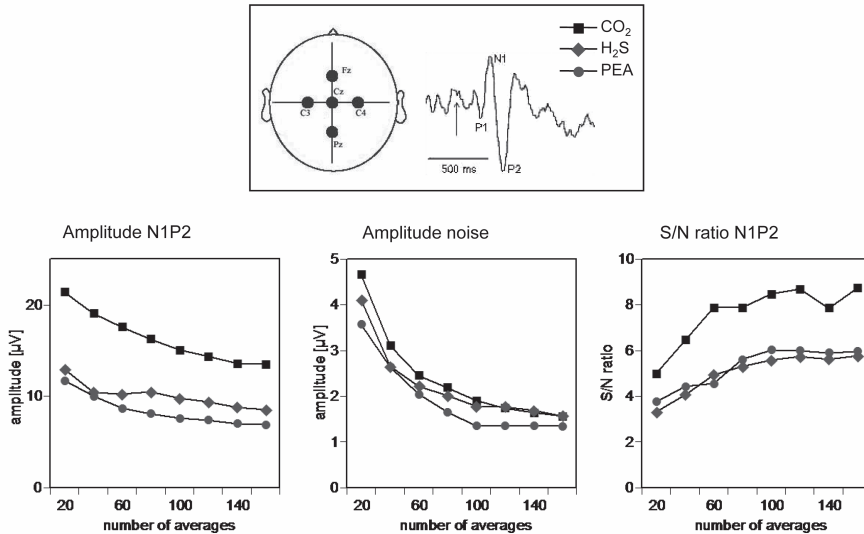 CO₂
H₂S
PEA
Fz
Cz
C3
C4
Pz
N1
P1
P2
500 ms
Amplitude N1P2
Amplitude noise
S/N ratio N1P2
amplitude [µV]
20
10
0
20 60 100 140
number of averages
amplitude [µV]
5
4
3
2
1
0
20 60 100 140
number of averages
S/N ratio
10
8
6
4
2
0
20 60 100 140
number of averages